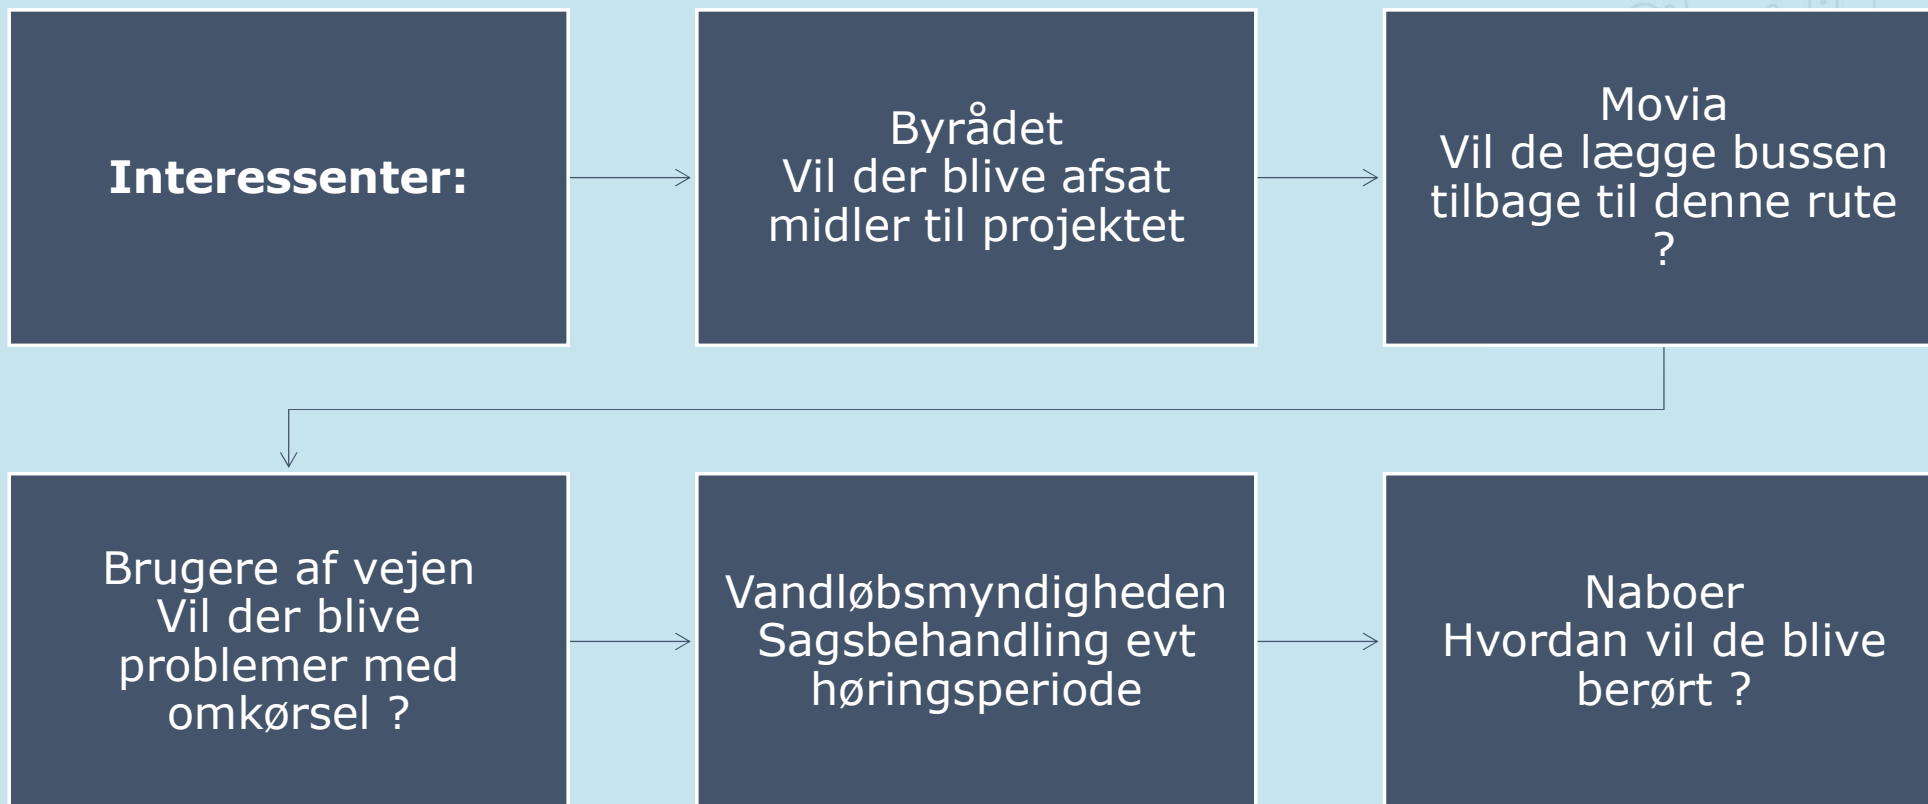 Interessenter:
Byrådet
Vil der blive afsat
midler til projektet
Movia
Vil de lægge bussen
tilbage til denne rute
?
Brugere af vejen
Vil der blive
problemer med
omkørsel ?
Vandløbsmyndigheden
Sagsbehandling evt
høringsperiode
Naboer
Hvordan vil de blive
berørt ?